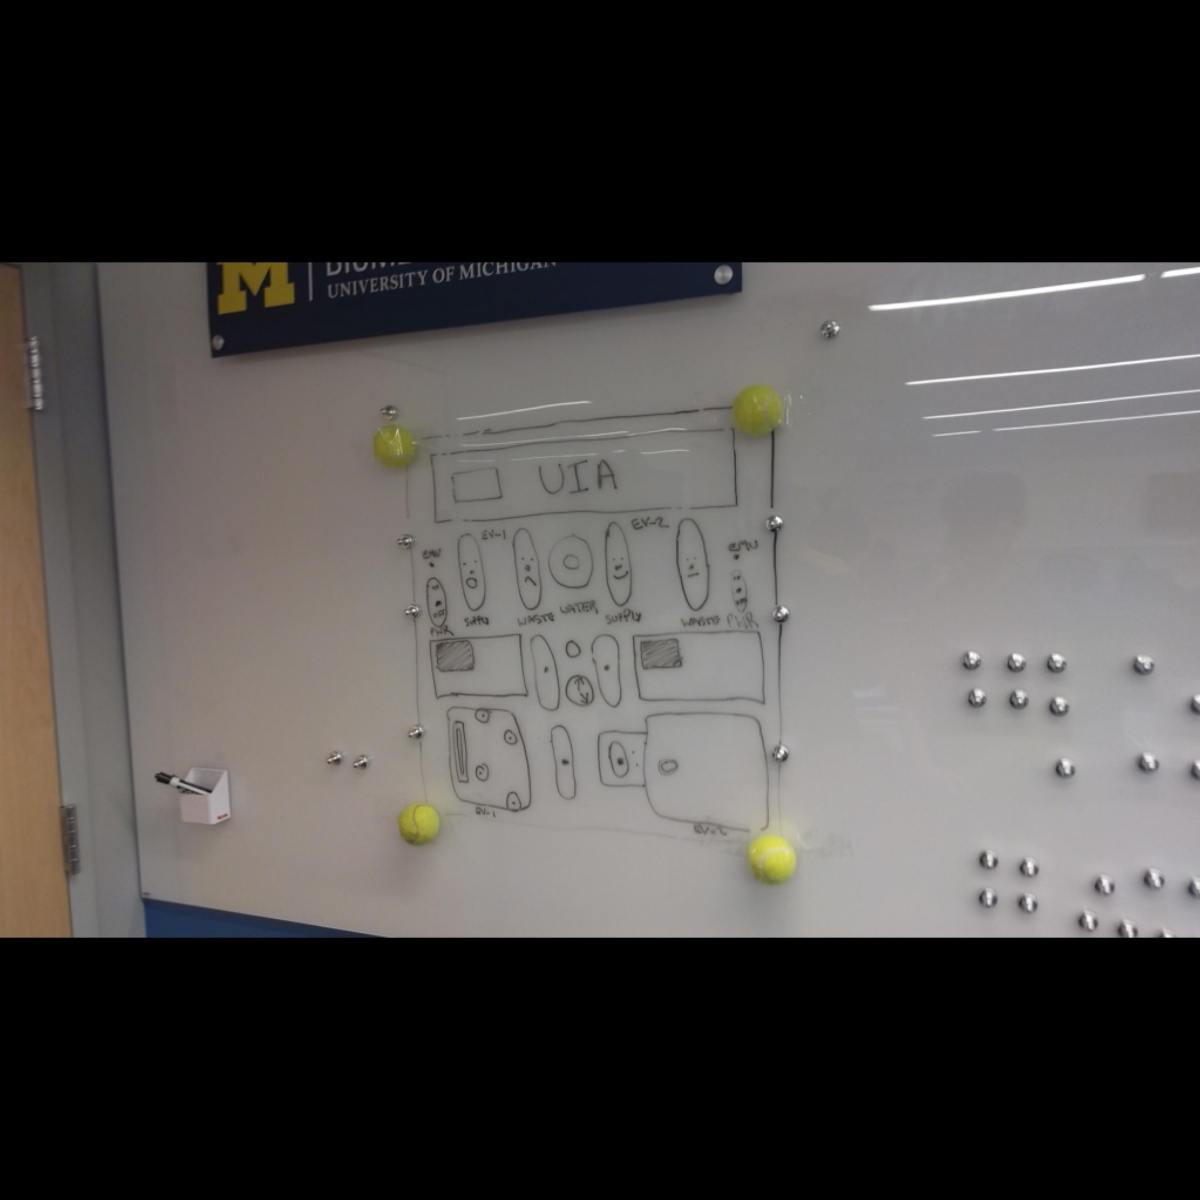 M
UNIVERSITY OF MICHIGAN
UIA
EV-1
EV-2
EMU
EMU
SUPPLY
WASTE
WATER
SUPPLY
WASTE
PWR
PWR
EV-1
EV-2